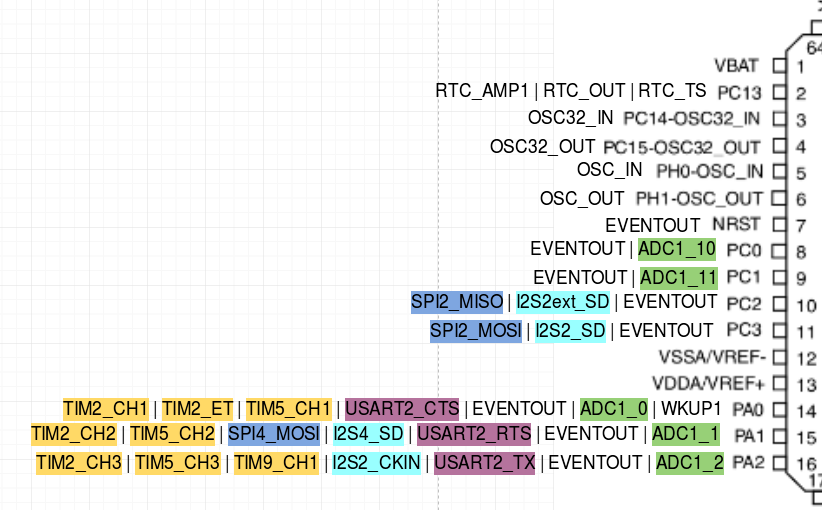 64
VBAT 1
RTC_AMP1 | RTC_OUT | RTC_TS PC13 2
OSC32_IN PC14-OSC32_IN 3
OSC32_OUT PC15-OSC32_OUT 4
OSC_IN PH0-OSC_IN 5
OSC_OUT PH1-OSC_OUT 6
EVENTOUT NRST 7
EVENTOUT | ADC1_10 PC0 8
EVENTOUT | ADC1_11 PC1 9
SPI2_MISO | I2S2ext_SD | EVENTOUT PC2 10
SPI2_MOSI | I2S2_SD | EVENTOUT PC3 11
VSSA/VREF- 12
VDDA/VREF+ 13
TIM2_CH1 | TIM2_ET | TIM5_CH1 | USART2_CTS | EVENTOUT | ADC1_0 | WKUP1 PA0 14
TIM2_CH2 | TIM5_CH2 | SPI4_MOSI | I2S4_SD | USART2_RTS | EVENTOUT | ADC1_1 PA1 15
TIM2_CH3 | TIM5_CH3 | TIM9_CH1 | I2S2_CKIN | USART2_TX | EVENTOUT | ADC1_2 PA2 16
17